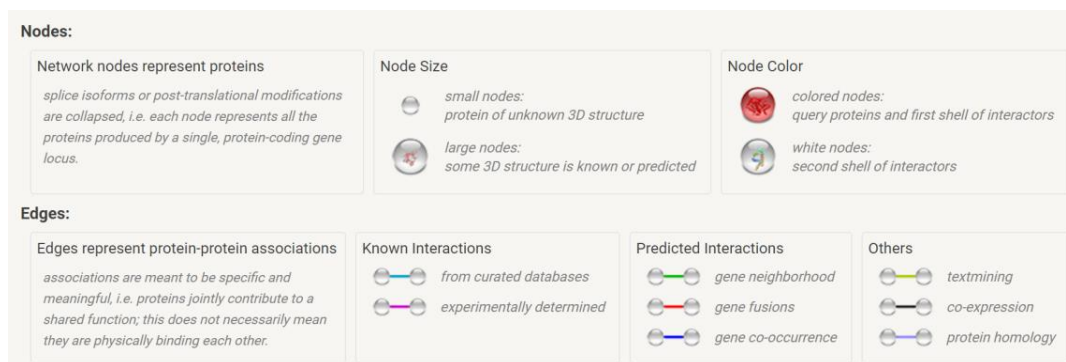 Nodes:
Network nodes represent proteins
splice isoforms or post-translational modifications
are collapsed, i.e. each node represents all the
proteins produced by a single, protein-coding gene
locus.
Node Size
small nodes:
protein of unknown 3D structure
large nodes:
some 3D structure is known or predicted
Node Color
colored nodes:
query proteins and first shell of interactors
white nodes:
second shell of interactors
Edges:
Edges represent protein-protein associations
associations are meant to be specific and
meaningful, i.e. proteins jointly contribute to a
shared function; this does not necessarily mean
they are physically binding each other.
Known Interactions
from curated databases
experimentally determined
Predicted Interactions
gene neighborhood
gene fusions
gene co-occurrence
Others
textmining
co-expression
protein homology